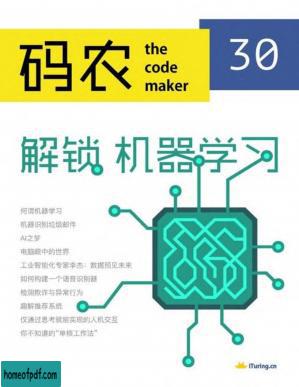 码农
the
code
maker
30
解锁 机器学习
何谓机器学习
机器识别垃圾邮件
AI之梦
电脑眼中的世界
工业智能化专家李杰：数据预见未来
如何构建一个语音识别器
检测欺诈与异常行为
趣解推荐系统
仅通过思考就能实现的人机交互
你不知道的“单核工作法”
homeofpdf.com
iTuring.cn